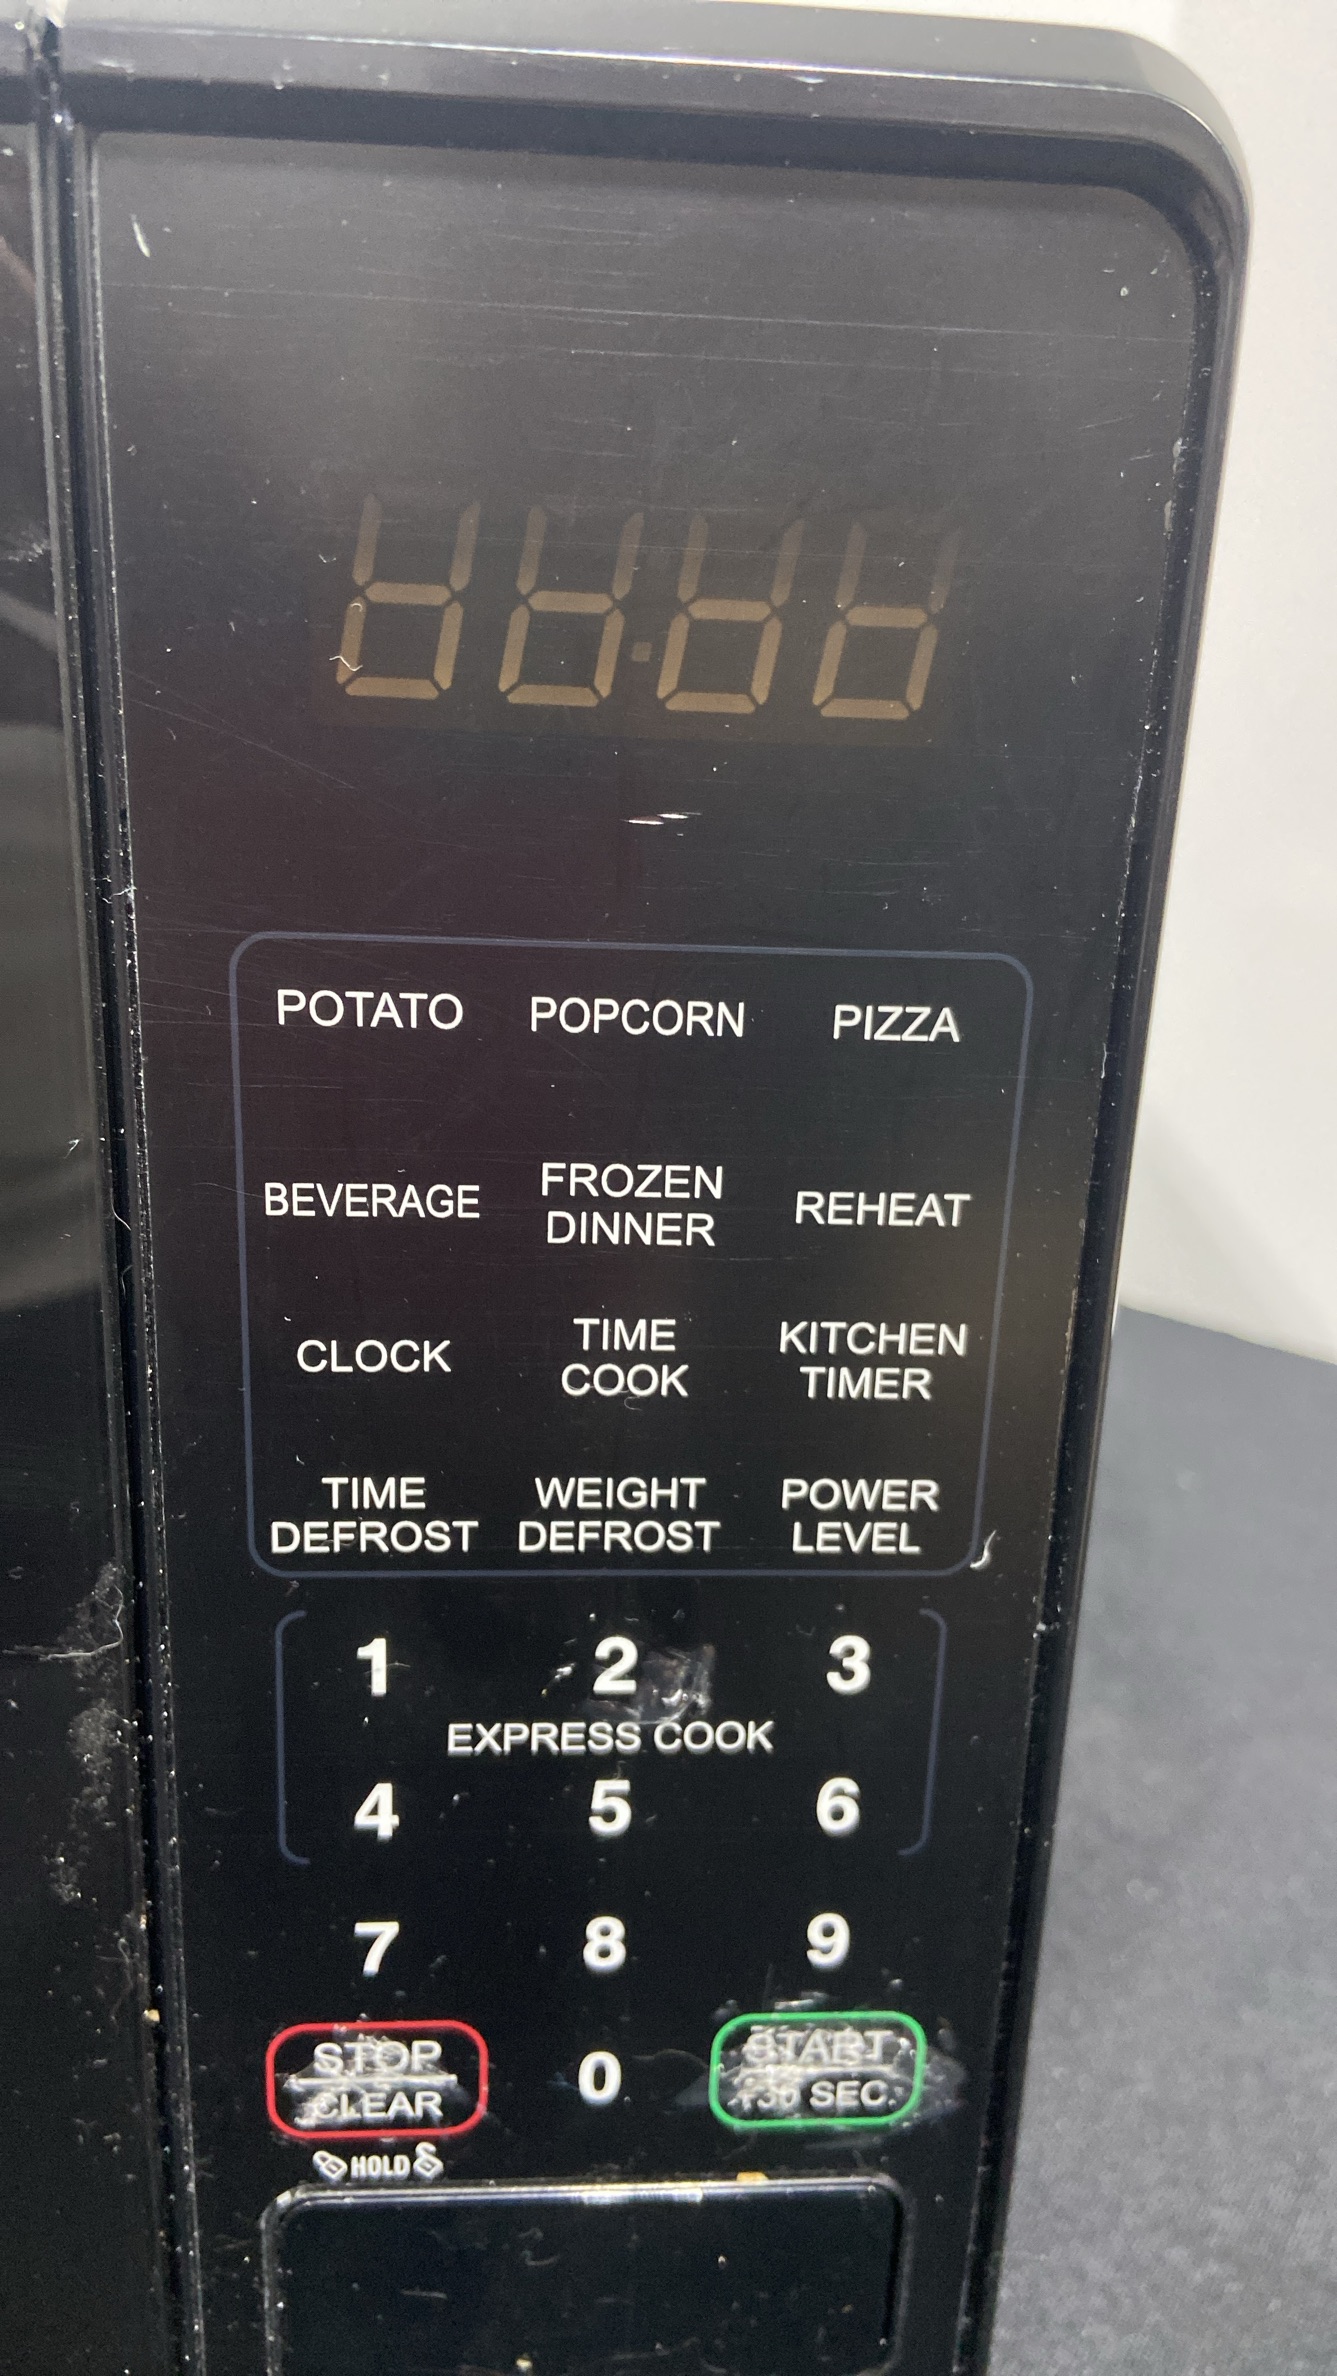 POTATO POPCORN PIZZA
BEVERAGE FROZEN DINNER REHEAT
CLOCK TIME COOK KITCHEN TIMER
TIME DEFROST WEIGHT DEFROST POWER LEVEL
1 2 3
EXPRESS COOK
4 5 6
7 8 9
STOP
CLEAR
0
START
+30 SEC.
HOLD